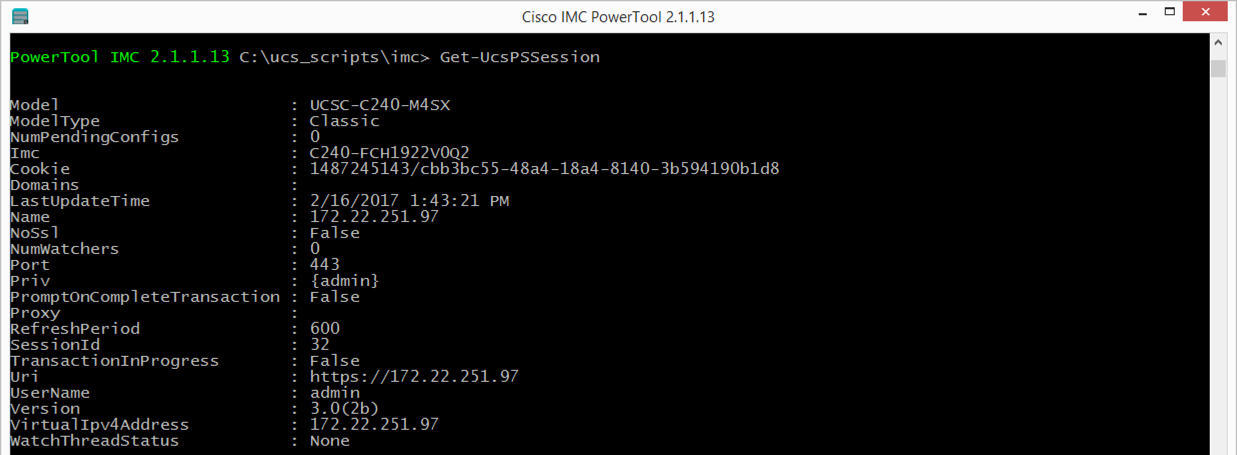 Cisco IMC PowerTool 2.1.1.13
PowerTool IMC 2.1.1.13 C:\ucs_scripts\imc> Get-UcsPSSession
Model : UCSC-C240-M4SX
ModelType : Classic
NumPendingConfigs : 0
Imc : C240-FCH1922V0Q2
Cookie : 1487245143/cbb3bc55-48a4-18a4-8140-3b594190b1d8
Domains :
LastUpdateTime : 2/16/2017 1:43:21 PM
Name : 172.22.251.97
NoSsl : False
NumWatchers : 0
Port : 443
Priv : {admin}
PromptOnCompleteTransaction : False
Proxy :
RefreshPeriod : 600
SessionId : 32
TransactionInProgress : False
Uri : https://172.22.251.97
UserName : admin
Version : 3.0(2b)
VirtualIpv4Address : 172.22.251.97
WatchThreadStatus : None